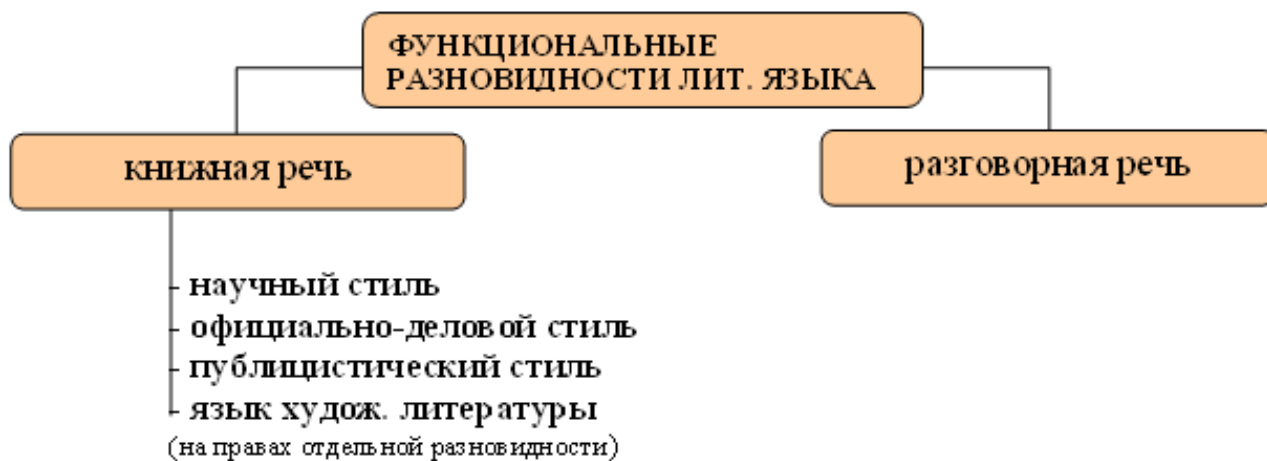 ФУНКЦИОНАЛЬНЫЕ
РАЗНОВИДНОСТИ ЛИТ. ЯЗЫКА
книжная речь
разговорная речь
- научный стиль
- официально-деловой стиль
- публицистический стиль
- язык худож. литературы
(на правах отдельной разновидности)